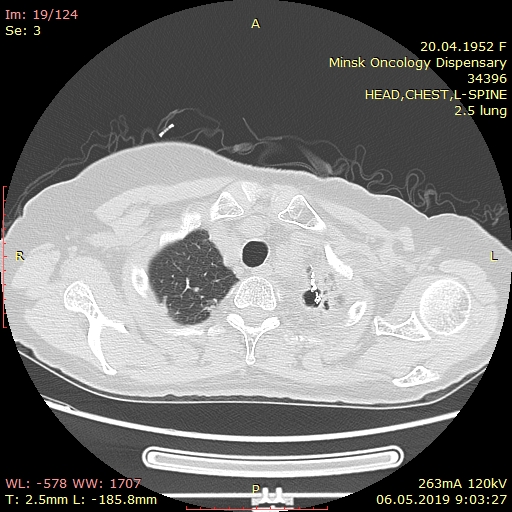 Im: 19/124
Se: 3
A
20.04.1952 F
Minsk Oncology Dispensary
34396
HEAD,CHEST,L-SPINE
2.5 lung
R
L
WL: -578 WW: 1707
T: 2.5mm L: -185.8mm
P
263mA 120kV
06.05.2019 9:03:27